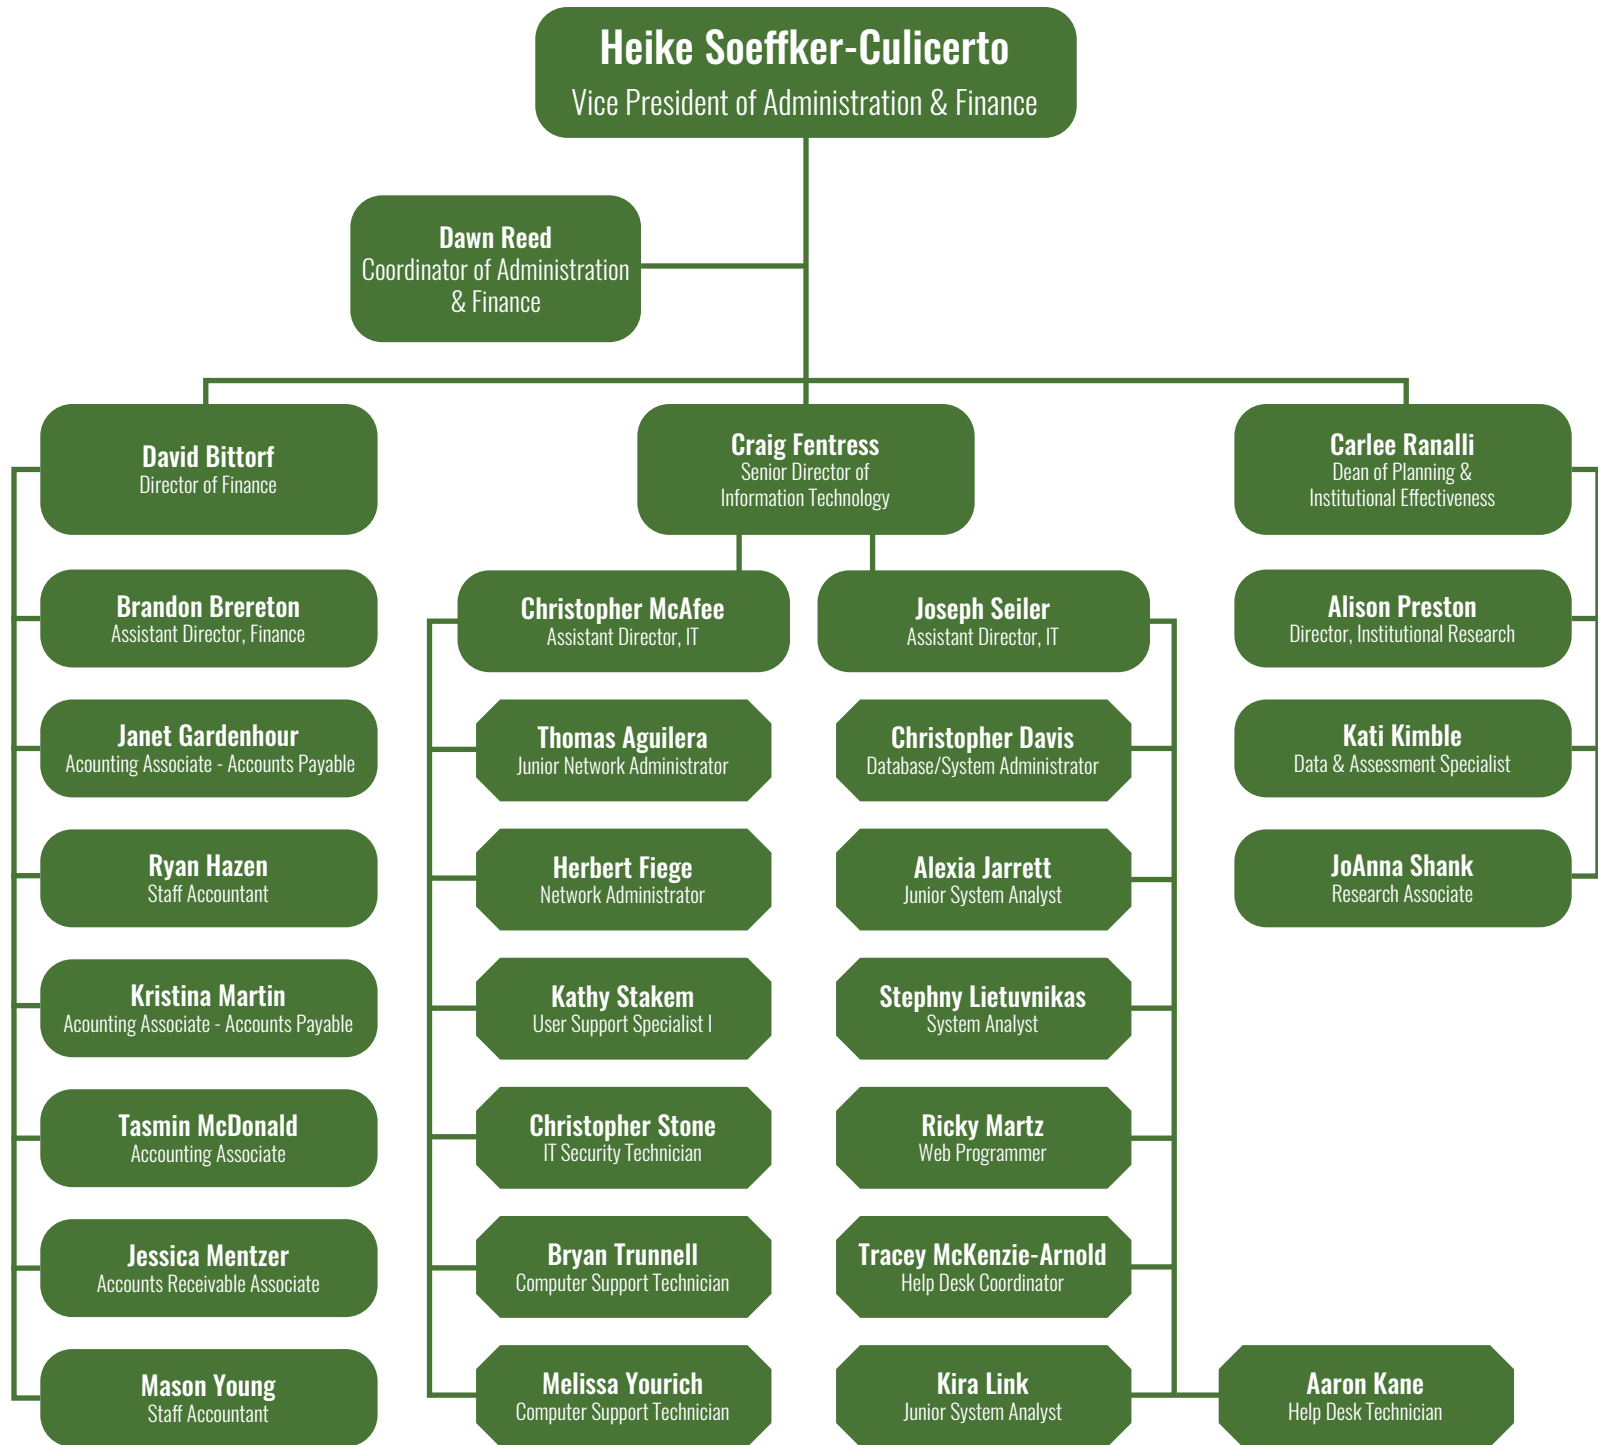 Heike Soeffker-Culicerto
Vice President of Administration & Finance
Dawn Reed
Coordinator of Administration
& Finance
David Bittorf
Director of Finance
Brandon Brereton
Assistant Director, Finance
Janet Gardenhour
Acounting Associate - Accounts Payable
Ryan Hazen
Staff Accountant
Kristina Martin
Acounting Associate - Accounts Payable
Tasmin McDonald
Accounting Associate
Jessica Mentzer
Accounts Receivable Associate
Mason Young
Staff Accountant
Craig Fentress
Senior Director of
Information Technology
Christopher McAfee
Assistant Director, IT
Thomas Aguilera
Junior Network Administrator
Herbert Fiege
Network Administrator
Kathy Stakem
User Support Specialist I
Christopher Stone
IT Security Technician
Bryan Trunnell
Computer Support Technician
Melissa Yourich
Computer Support Technician
Joseph Seiler
Assistant Director, IT
Christopher Davis
Database/System Administrator
Alexia Jarrett
Junior System Analyst
Stephny Lietuvnikas
System Analyst
Ricky Martz
Web Programmer
Tracey McKenzie-Arnold
Help Desk Coordinator
Kira Link
Junior System Analyst
Aaron Kane
Help Desk Technician
Carlee Ranalli
Dean of Planning &
Institutional Effectiveness
Alison Preston
Director, Institutional Research
Kati Kimble
Data & Assessment Specialist
JoAnna Shank
Research Associate